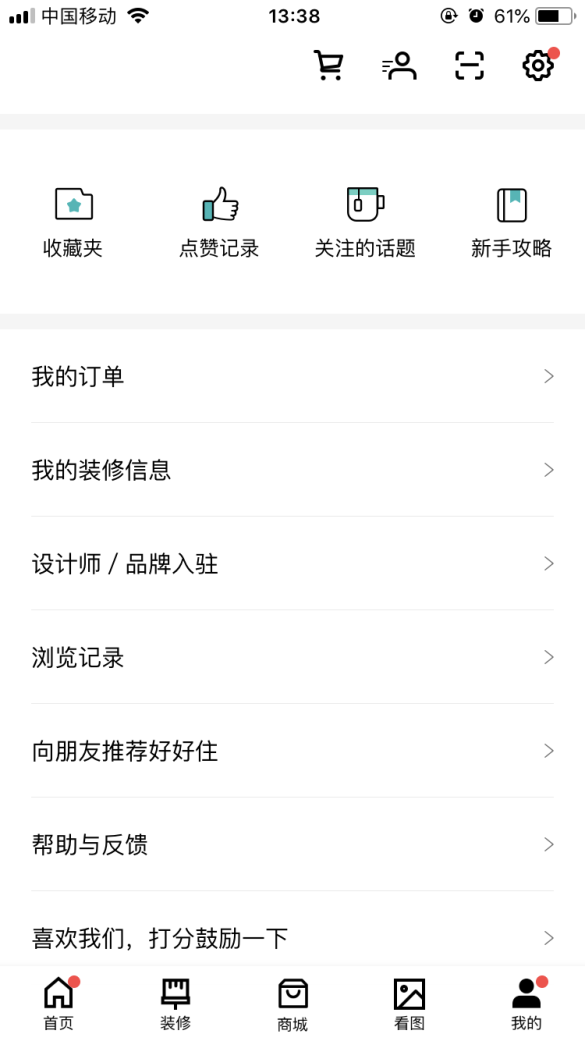 中国移动 13:38 61%
收藏夹 点赞记录 关注的话题 新手攻略
我的订单
我的装修信息
设计师 / 品牌入驻
浏览记录
向朋友推荐好好住
帮助与反馈
喜欢我们，打分鼓励一下
首页 装修 商城 看图 我的